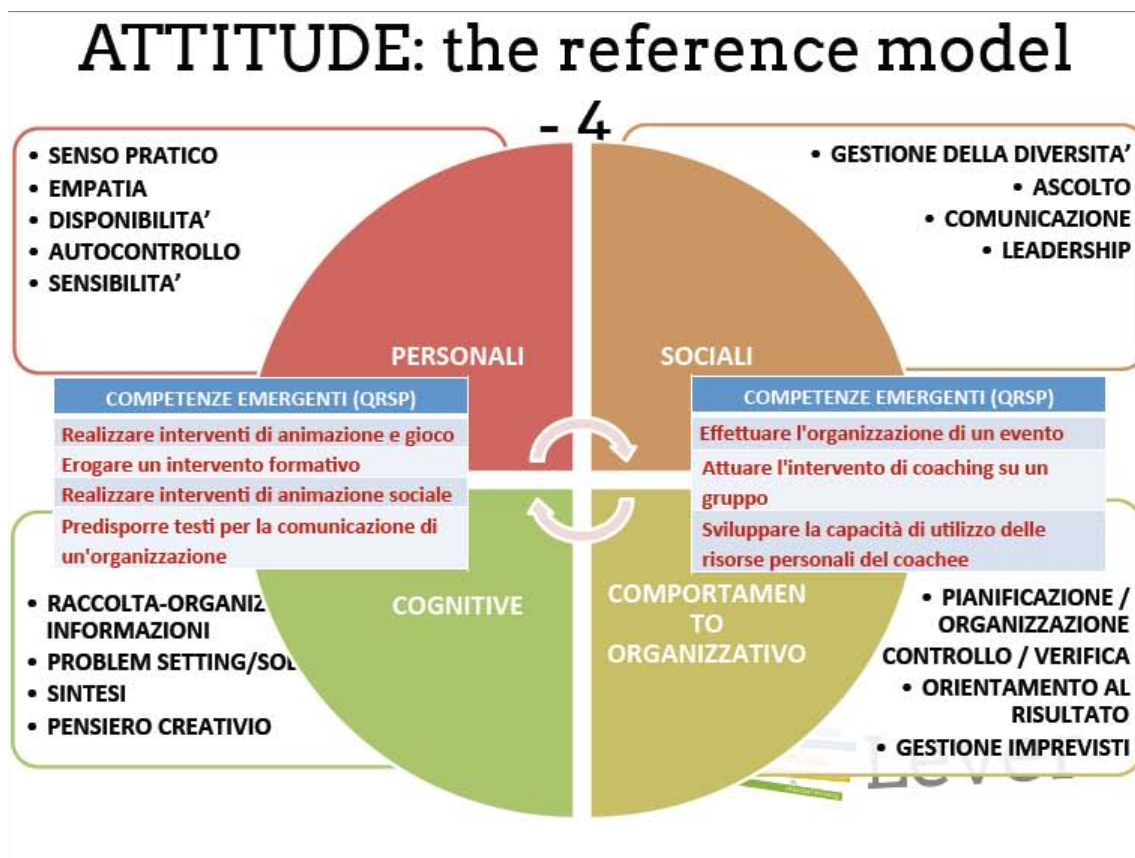 ATTITUDE: the reference model
- 4
• SENSO PRATICO
• EMPATIA
• DISPONIBILITA'
• AUTOCONTROLLO
• SENSIBILITA'
• GESTIONE DELLA DIVERSITA'
• ASCOLTO
• COMUNICAZIONE
• LEADERSHIP
PERSONALI
SOCIALI
COMPETENZE EMERGENTI (QRSP)
Realizzare interventi di animazione e gioco
Erogare un intervento formativo
Realizzare interventi di animazione sociale
Predisporre testi per la comunicazione di
un'organizzazione
COMPETENZE EMERGENTI (QRSP)
Effettuare l'organizzazione di un evento
Attuare l'intervento di coaching su un
gruppo
Sviluppare la capacità di utilizzo delle
risorse personali del coachee
COGNITIVE
COMPORTAMEN
TO
ORGANIZZATIVO
• RACCOLTA-ORGANIZ
INFORMAZIONI
• PROBLEM SETTING/SOL
• SINTESI
• PENSIERO CREATIVIO
• PIANIFICAZIONE /
ORGANIZZAZIONE
CONTROLLO / VERIFICA
• ORIENTAMENTO AL
RISULTATO
• GESTIONE IMPREVISTI
Level